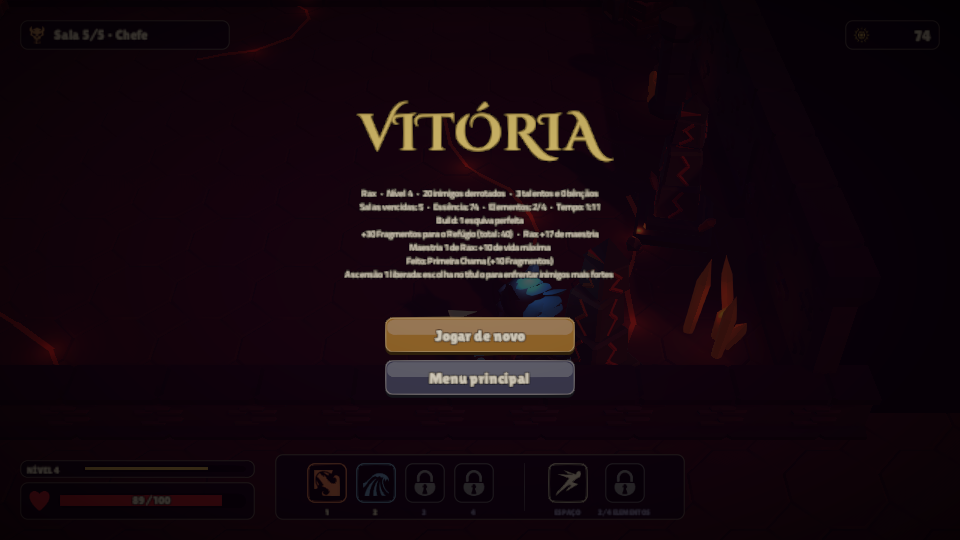 Sala 5/5 · Chefe
74
VITÓRIA
Rax · Nível 4 · 20 inimigos derrotados · 3 talentos e 0 bênçãos
Salas vencidas: 5 · Essência: 74 · Elementos: 2/4 · Tempo: 1:11
Build: 1 esquiva perfeita
+30 Fragmentos para o Refúgio (total: 40) · Rax +17 de maestria
Maestria 1 de Rax: +10 de vida máxima
Feito: Primeira Chama (+10 Fragmentos)
Ascensão 1 liberada: escolha no título para enfrentar inimigos mais fortes
Jogar de novo
Menu principal
NÍVEL 4
89 / 100
1 2 3 4 ESPAÇO 2/4 ELEMENTOS